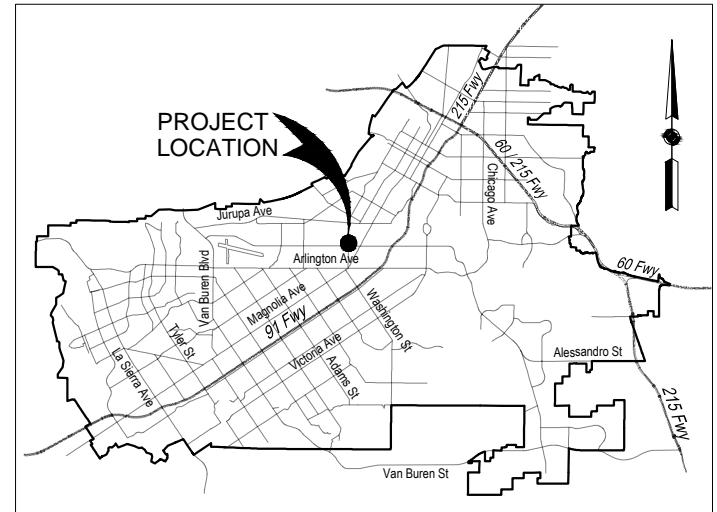 215 Fwy
PROJECT
LOCATION
60 / 215 Fwy
Chicago Ave
Jurupa Ave
Van Buren Blvd
Arlington Ave
60 Fwy
Magnolia Ave
91 Fwy
Washington St
Tyler St
Victoria Ave
La Sierra Ave
Adams St
Alessandro St
215 Fwy
Van Buren St